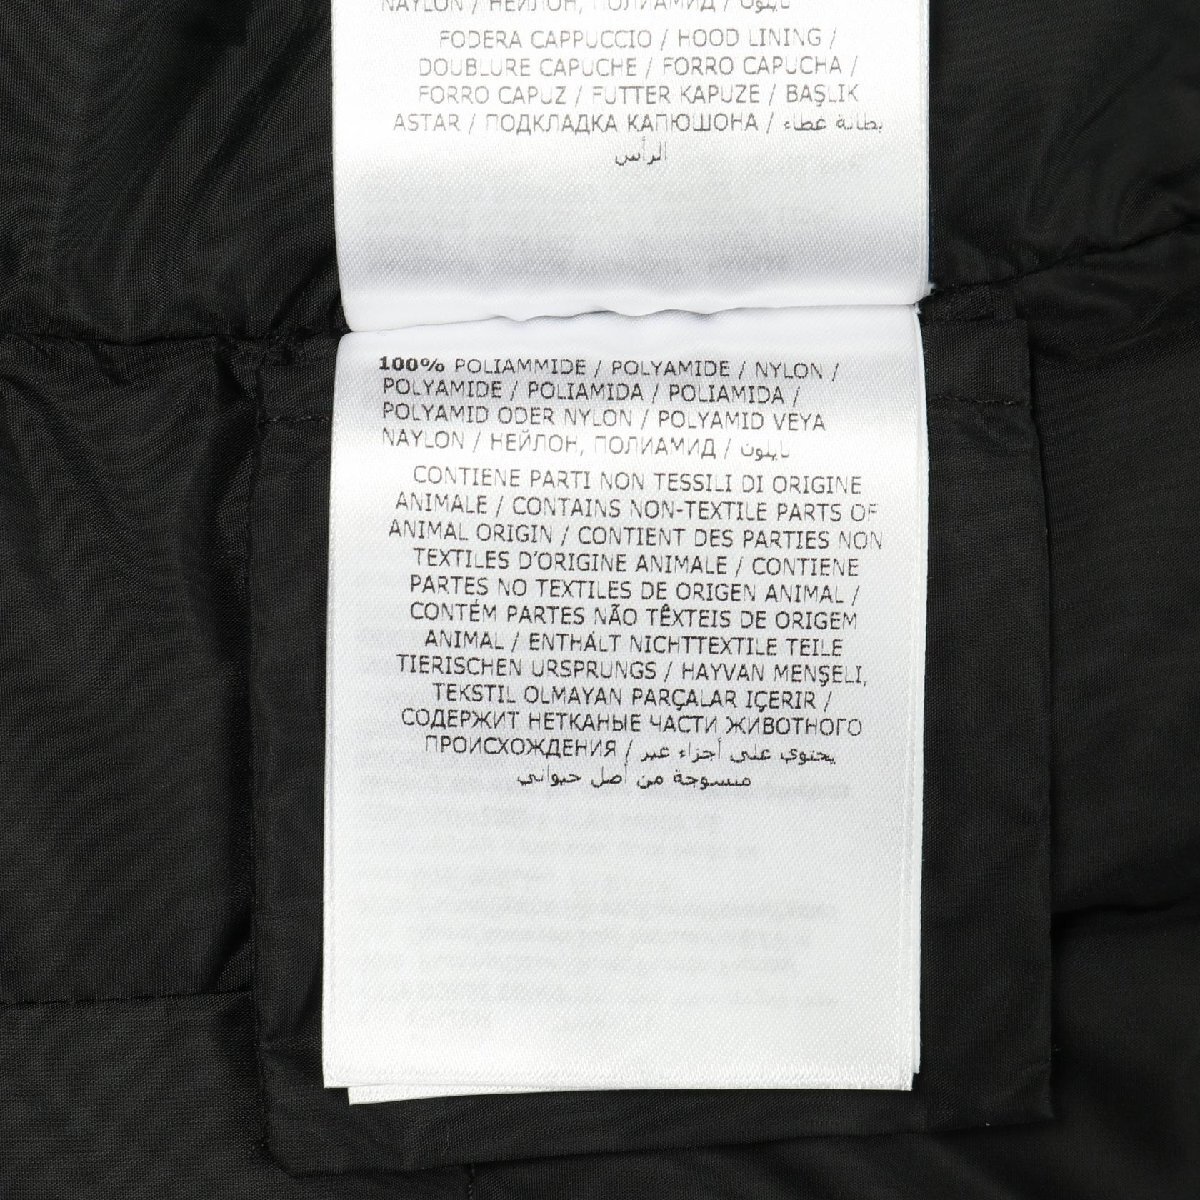 NAYLON / НЕЙЛОН, ПОЛИАМИД / نايلون
FODERA CAPPUCCIO / HOOD LINING /
DOUBLURE CAPUCHE / FORRO CAPUCHA /
FORRO CAPUZ / FUTTER KAPUZE / BAŞLIK
ASTAR / ПОДКЛАДКА КАПЮШОНА / بطانة غطاء
الرأس
100% POLIAMMIDE / POLYAMIDE / NYLON /
POLYAMIDE / POLIAMIDA / POLIAMIDA /
POLYAMID ODER NYLON / POLYAMID VEYA
NAYLON / НЕЙЛОН, ПОЛИАМИД / نايلون
CONTIENE PARTI NON TESSILI DI ORIGINE
ANIMALE / CONTAINS NON-TEXTILE PARTS OF
ANIMAL ORIGIN / CONTIENT DES PARTIES NON
TEXTILES D'ORIGINE ANIMALE / CONTIENE
PARTES NO TEXTILES DE ORIGEN ANIMAL /
CONTÉM PARTES NÃO TÊXTEIS DE ORIGEM
ANIMAL / ENTHÄLT NICHTTEXTILE TEILE
TIERISCHEN URSPRUNGS / HAYVAN MENŞELI,
TEKSTIL OLMAYAN PARÇALAR IÇERIR /
СОДЕРЖИТ НЕТКАНЫЕ ЧАСТИ ЖИВОТНОГО
ПРОИСХОЖДЕНИЯ / يحتوي على أجزاء غير
منسوجة من أصل حيواني